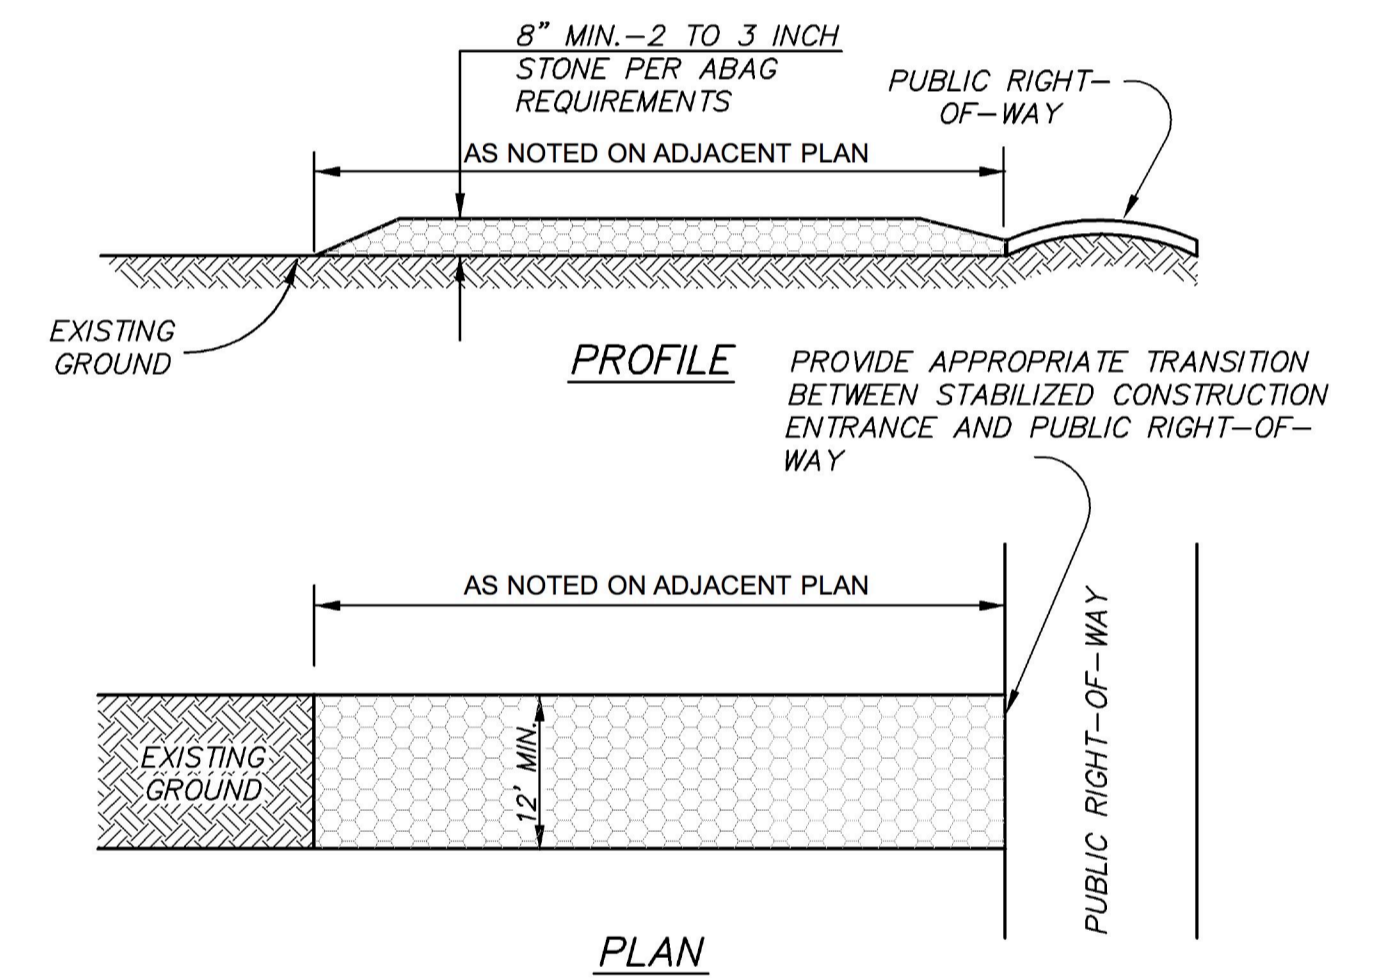 8” MIN.–2 TO 3 INCH
STONE PER ABAG
REQUIREMENTS
PUBLIC RIGHT–
OF–WAY
AS NOTED ON ADJACENT PLAN
EXISTING
GROUND
PROFILE
PROVIDE APPROPRIATE TRANSITION
BETWEEN STABILIZED CONSTRUCTION
ENTRANCE AND PUBLIC RIGHT–OF–
WAY
AS NOTED ON ADJACENT PLAN
EXISTING
GROUND
12’ MIN.
PUBLIC RIGHT–OF–WAY
PLAN